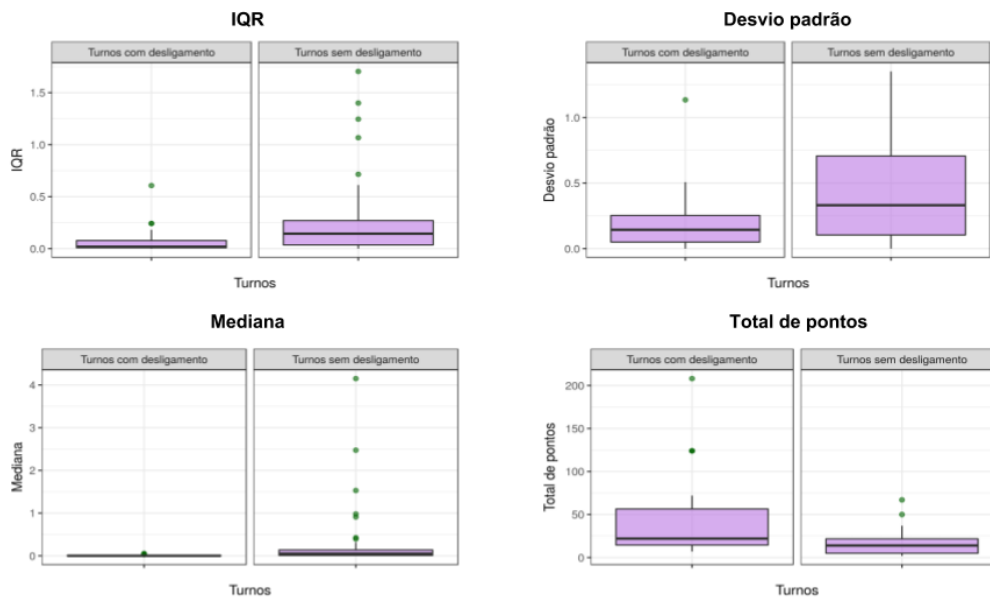 IQR
Turnos com desligamento Turnos sem desligamento
1.5
1.0
0.5
0.0
IQR
Turnos
Desvio padrão
Turnos com desligamento Turnos sem desligamento
1.0
0.5
0.0
Desvio padrão
Turnos
Mediana
Turnos com desligamento Turnos sem desligamento
4
3
2
1
0
Mediana
Turnos
Total de pontos
Turnos com desligamento Turnos sem desligamento
200
150
100
50
0
Total de pontos
Turnos